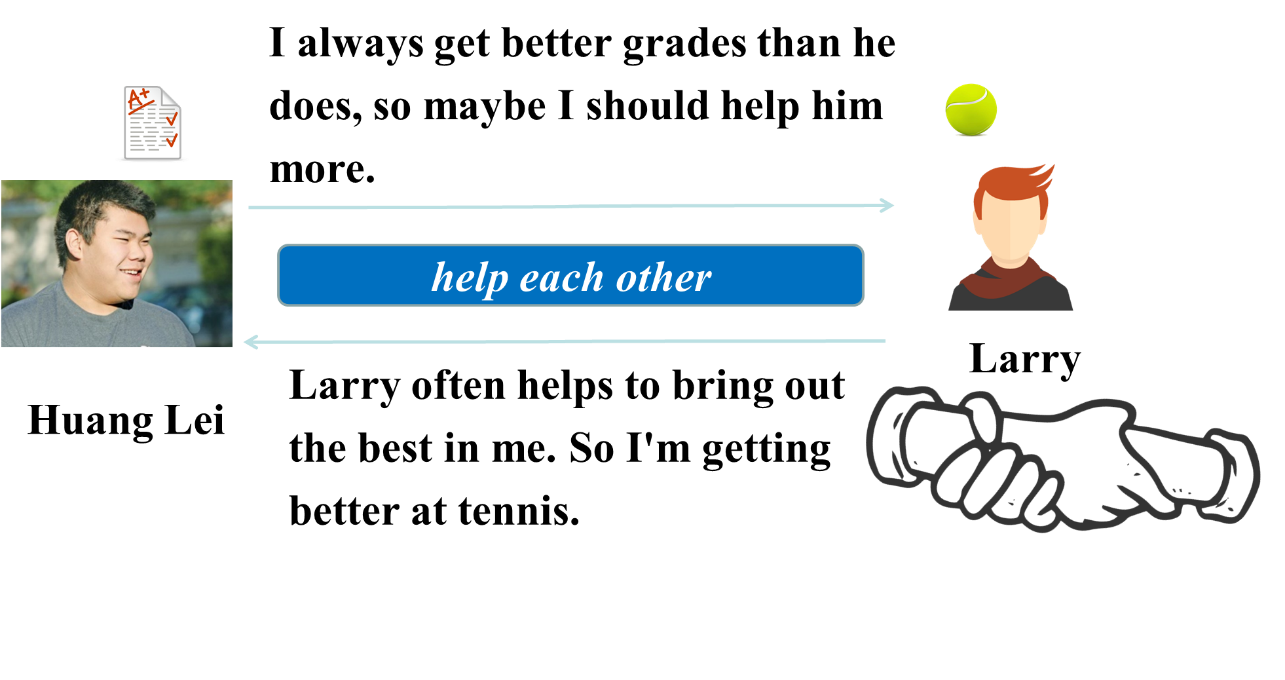 I always get better grades than he
does, so maybe I should help him
more.
A+
help each other
Larry
Larry often helps to bring out
the best in me. So I'm getting
better at tennis.
Huang Lei